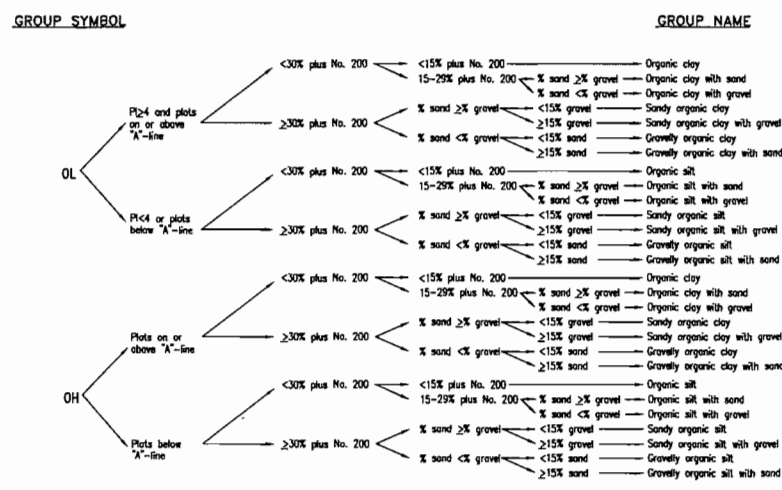 GROUP SYMBOL GROUP NAME
<30% plus No. 200 <15% plus No. 200 Organic clay
15-29% plus No. 200 % sand ≥% gravel Organic clay with sand
% sand <% gravel Organic clay with gravel
PI≥4 and plots on or above "A"-line
≥30% plus No. 200 % sand ≥% gravel <15% gravel Sandy organic clay
≥15% gravel Sandy organic clay with gravel
% sand <% gravel <15% sand Gravelly organic clay
≥15% sand Gravelly organic clay with sand
OL
<30% plus No. 200 <15% plus No. 200 Organic silt
15-29% plus No. 200 % sand ≥% gravel Organic silt with sand
% sand <% gravel Organic silt with gravel
PI<4 or plots below "A"-line
≥30% plus No. 200 % sand ≥% gravel <15% gravel Sandy organic silt
≥15% gravel Sandy organic silt with gravel
% sand <% gravel <15% sand Gravelly organic silt
≥15% sand Gravelly organic silt with sand
<30% plus No. 200 <15% plus No. 200 Organic clay
15-29% plus No. 200 % sand ≥% gravel Organic clay with sand
% sand <% gravel Organic clay with gravel
Plots on or above "A"-line
≥30% plus No. 200 % sand ≥% gravel <15% gravel Sandy organic clay
≥15% gravel Sandy organic clay with gravel
% sand <% gravel <15% sand Gravelly organic clay
≥15% sand Gravelly organic clay with sand
OH
<30% plus No. 200 <15% plus No. 200 Organic silt
15-29% plus No. 200 % sand ≥% gravel Organic silt with sand
% sand <% gravel Organic silt with gravel
Plots below "A"-line
≥30% plus No. 200 % sand ≥% gravel <15% gravel Sandy organic silt
≥15% gravel Sandy organic silt with gravel
% sand <% gravel <15% sand Gravelly organic silt
≥15% sand Gravelly organic silt with sand